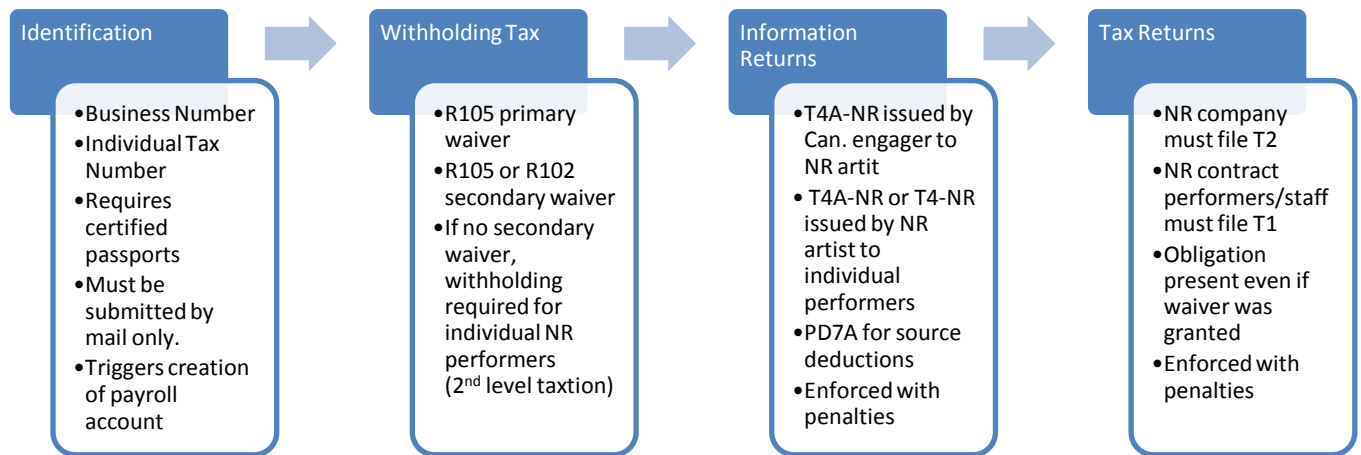 Identification
•Business Number
•Individual Tax
Number
•Requires
certified
passports
•Must be
submitted by
mail only.
•Triggers creation
of payroll
account
Withholding Tax
•R105 primary
waiver
•R105 or R102
secondary waiver
•If no secondary
waiver,
withholding
required for
individual NR
performers
(2nd level taxtion)
Information
Returns
•T4A-NR issued by
Can. engager to
NR artit
• T4A-NR or T4-NR
issued by NR
artist to
individual
performers
•PD7A for source
deductions
•Enforced with
penalties
Tax Returns
•NR company
must file T2
•NR contract
performers/staff
must file T1
•Obligation
present even if
waiver was
granted
•Enforced with
penalties